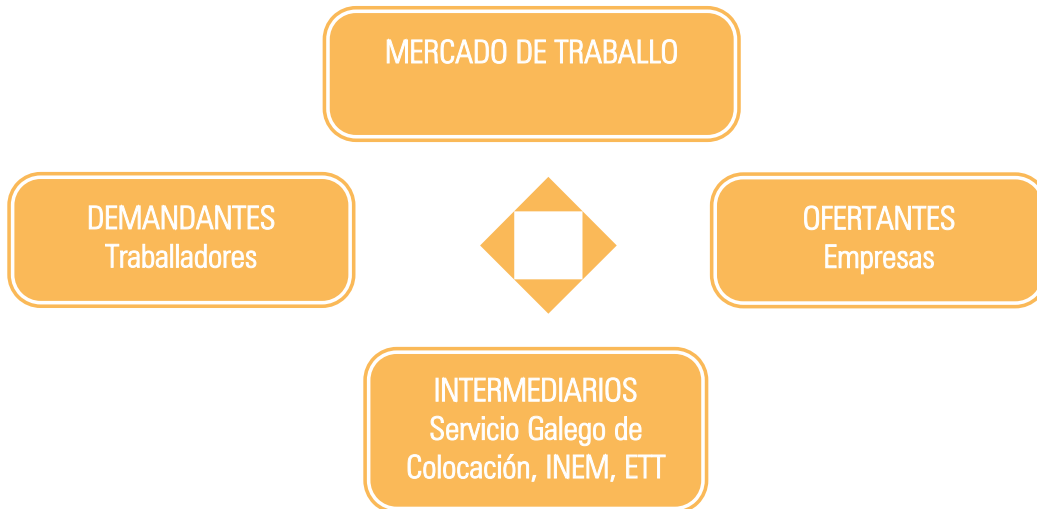 MERCADO DE TRABALLO
DEMANDANTES
Traballadores
OFERTANTES
Empresas
INTERMEDIARIOS
Servicio Galego de
Colocación, INEM, ETT